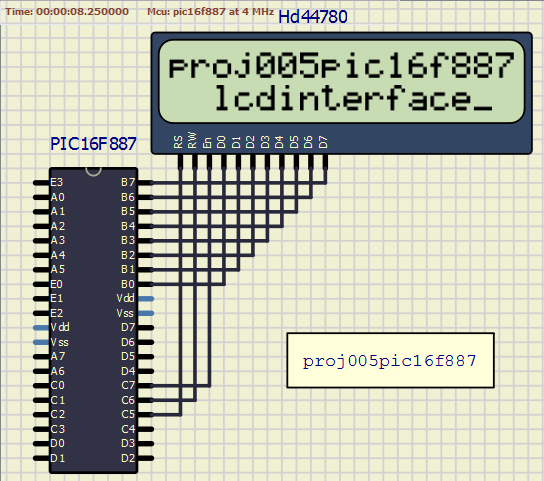 Time: 00:00:08.250000 Mcu: pic16f887 at 4 MHz
Hd44780
proj005pic16f887
lcdinterface_
RS RW En D0 D1 D2 D3 D4 D5 D6 D7
PIC16F887
E3 B7
A0 B6
A1 B5
A2 B4
A3 B3
A4 B2
A5 B1
E0 B0
E1 Vdd
E2 Vss
Vdd D7
Vss D6
A7 D5
A6 D4
C0 C7
C1 C6
C2 C5
C3 C4
D0 D3
D1 D2
proj005pic16f887